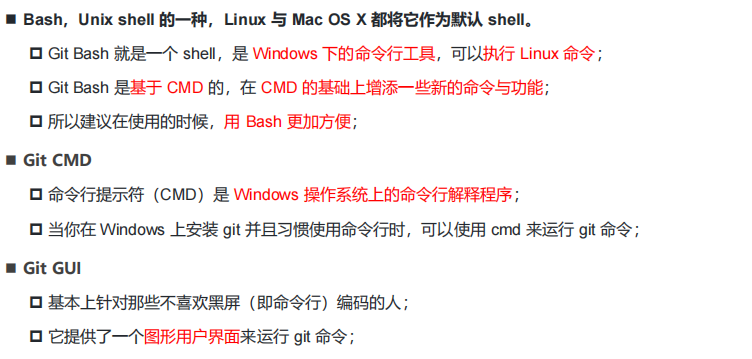 Bash，Unix shell 的一种，Linux 与 Mac OS X 都将它作为默认 shell。
Git Bash 就是一个 shell，是 Windows 下的命令行工具，可以执行 Linux 命令；
Git Bash 是基于 CMD 的，在 CMD 的基础上增添一些新的命令与功能；
所以建议在使用的时候，用 Bash 更加方便；
Git CMD
命令行提示符（CMD）是 Windows 操作系统上的命令行解释程序；
当你在 Windows 上安装 git 并且习惯使用命令行时，可以使用 cmd 来运行 git 命令；
Git GUI
基本上针对那些不喜欢黑屏（即命令行）编码的人；
它提供了一个图形用户界面来运行 git 命令；